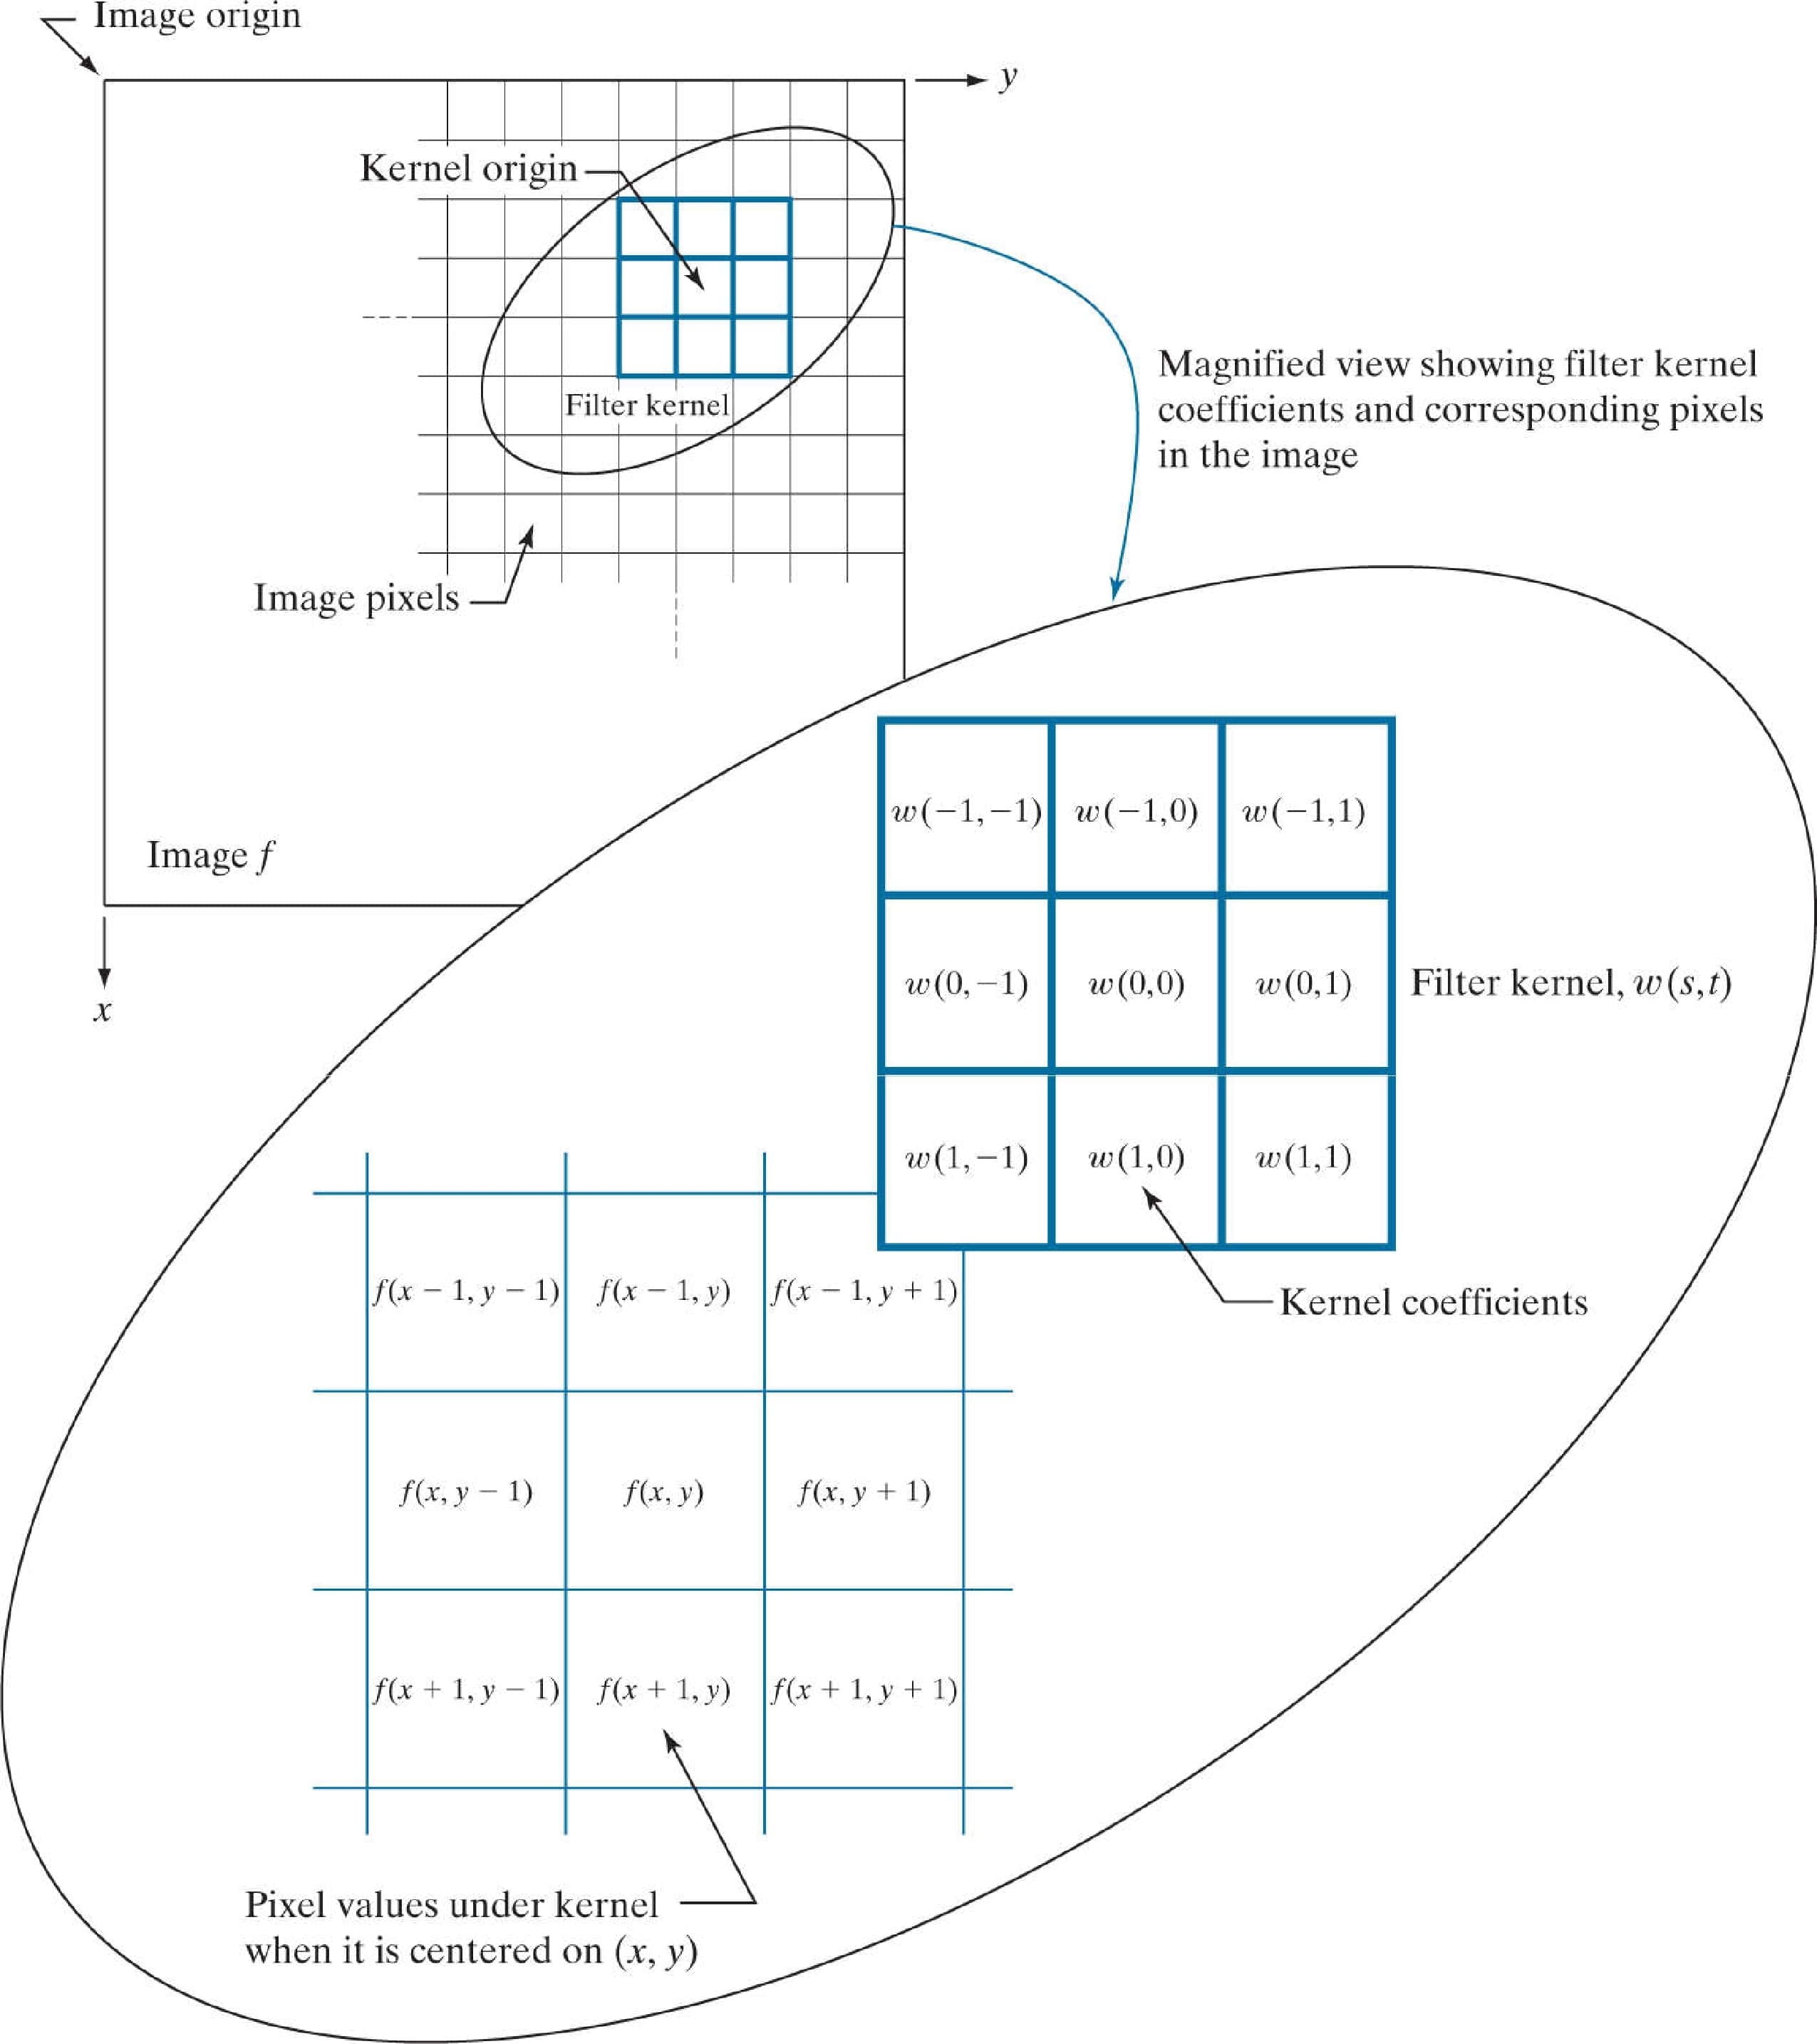 Image origin
y
Kernel origin
Filter kernel
Magnified view showing filter kernel
coefficients and corresponding pixels
in the image
Image pixels
Image f
x
w(−1,−1) w(−1,0) w(−1,1)
w(0,−1) w(0,0) w(0,1)
Filter kernel, w(s,t)
w(1,−1) w(1,0) w(1,1)
Kernel coefficients
f(x − 1, y − 1) f(x − 1, y) f(x − 1, y + 1)
f(x, y − 1) f(x, y) f(x, y + 1)
f(x + 1, y − 1) f(x + 1, y) f(x + 1, y + 1)
Pixel values under kernel
when it is centered on (x, y)